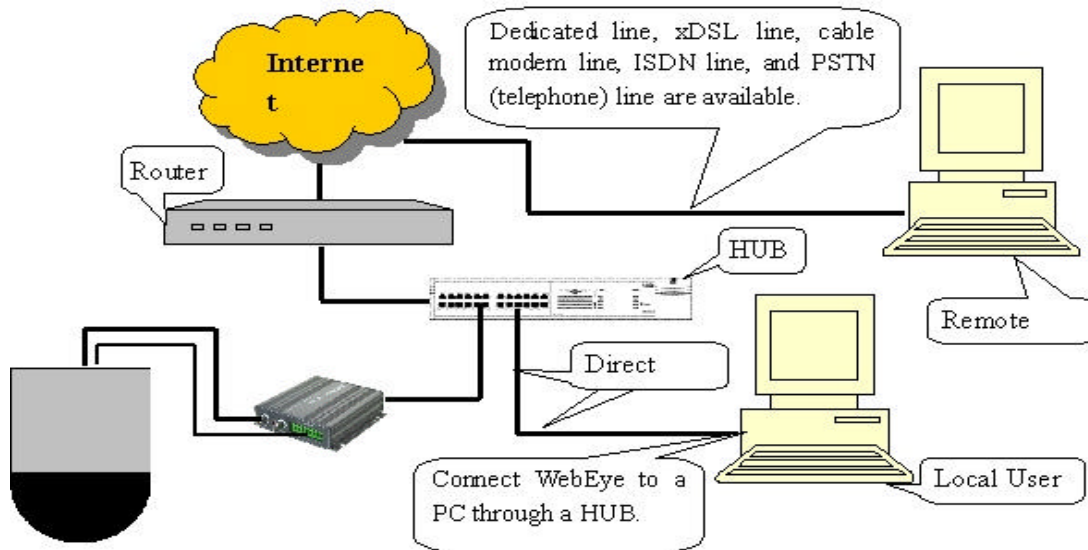 Dedicated line, xDSL line, cable
modem line, ISDN line, and PSTN
(telephone) line are available.
Interne
t
Router
HUB
Remote
Direct
Connect WebEye to a
PC through a HUB.
Local User